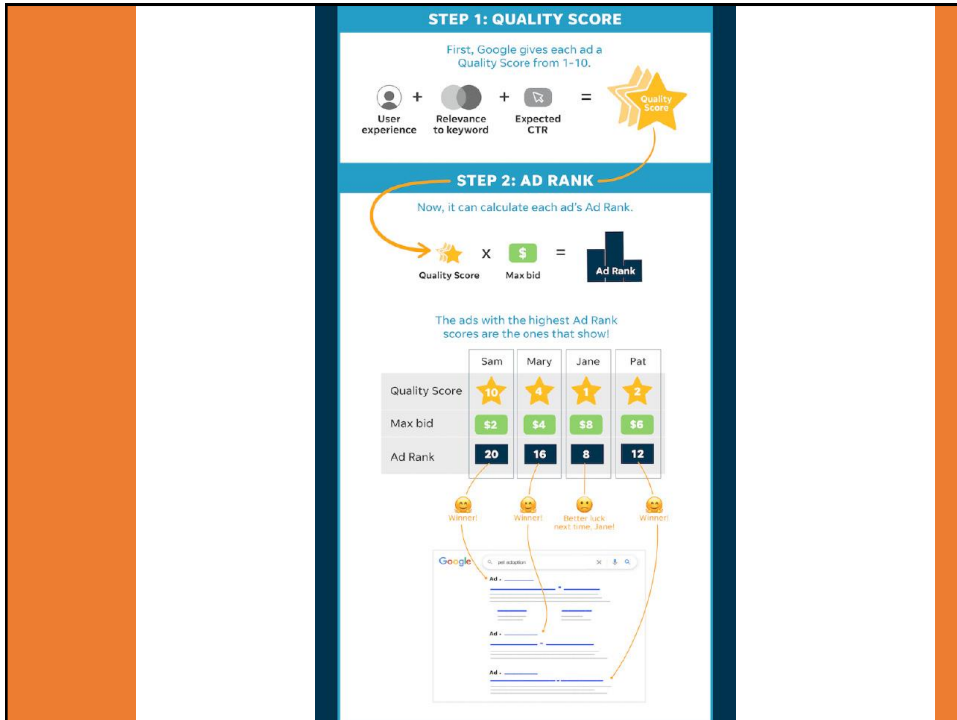 STEP 1: QUALITY SCORE
First, Google gives each ad a
Quality Score from 1-10.
+ + =
Quality
Score
User
experience
Relevance
to keyword
Expected
CTR
STEP 2: AD RANK
Now, it can calculate each ad's Ad Rank.
x $ =
Ad Rank
Quality Score Max bid
The ads with the highest Ad Rank
scores are the ones that show!
Sam Mary Jane Pat
Quality Score 10 4 1 2
Max bid $2 $4 $8 $6
Ad Rank 20 16 8 12
Winner! Winner! Better luck
next time, Jane! Winner!
Google pet adoption
Ad
Ad
Ad